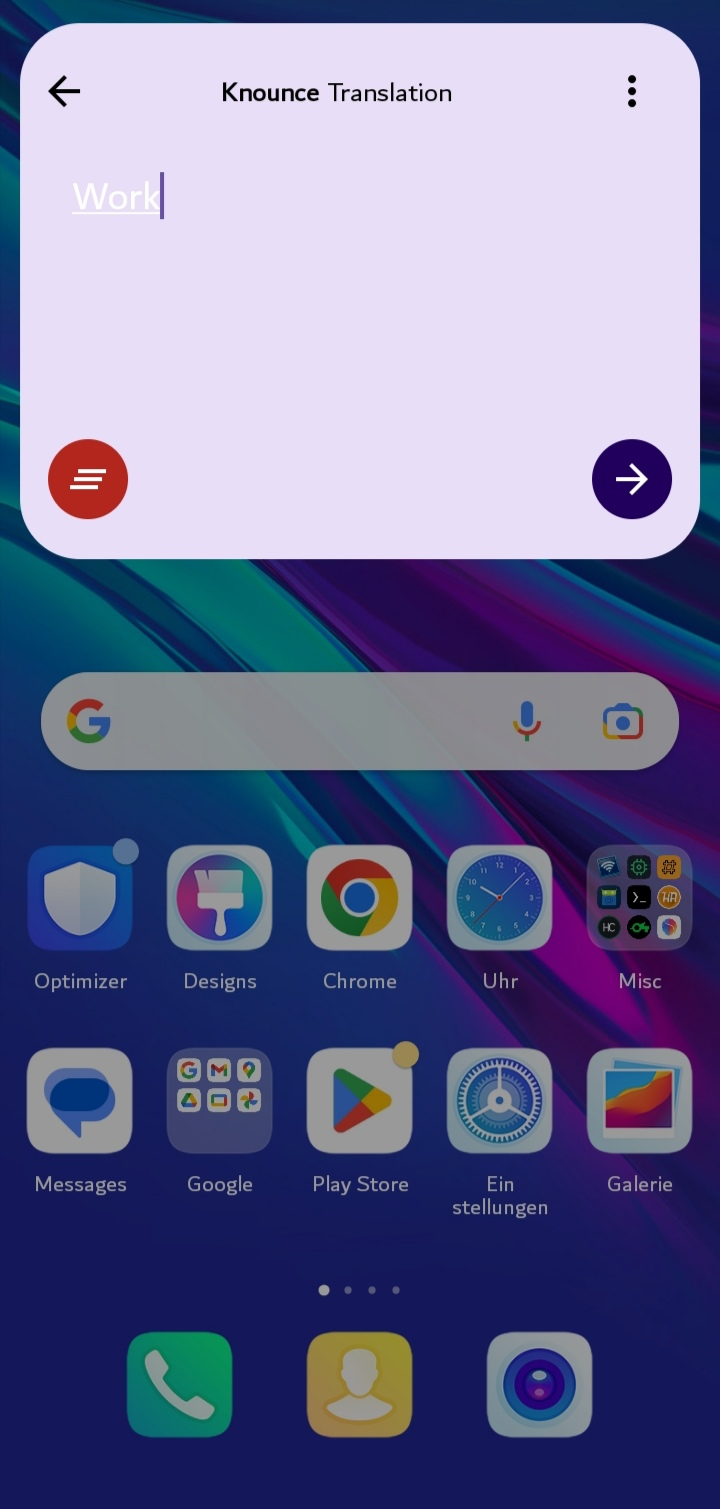 Knounce Translation
Work
Optimizer
Designs
Chrome
Uhr
Misc
Messages
Google
Play Store
Ein
stellungen
Galerie